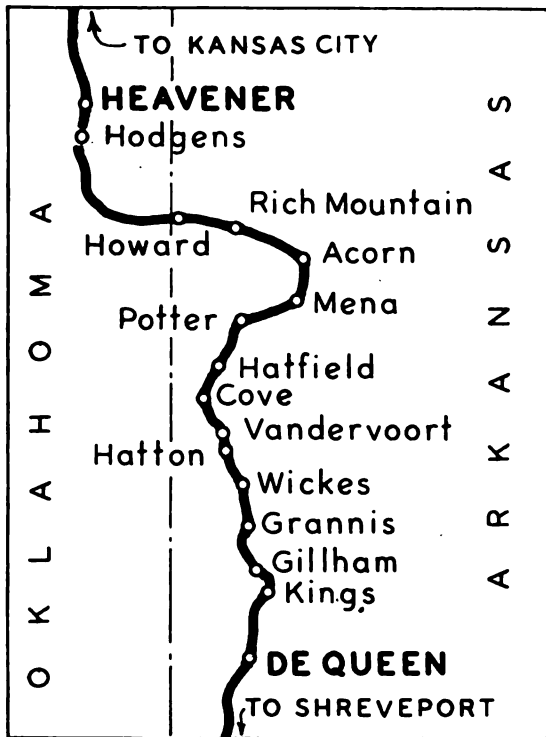 TO KANSAS CITY
HEAVENER
Hodgens
Rich Mountain
Howard
Acorn
Mena
Potter
Hatfield
Cove
Vandervoort
Hatton
Wickes
Grannis
Gillham
Kings
DE QUEEN
TO SHREVEPORT
OKLAHOMA
ARKANSAS